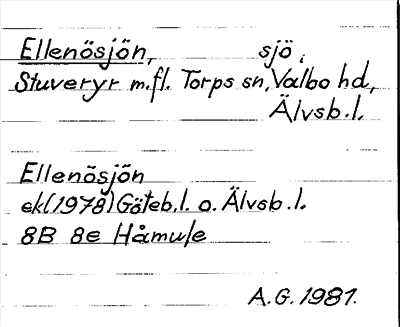 Ellenösjön, sjö i
Stuveryr m.fl. Torps sn, Valbo hd,
Älvsb.l.
Ellenösjön
ek(1978) Göteb.l. o. Älvsb.l.
8B 8e Håmule
A.G. 1981.